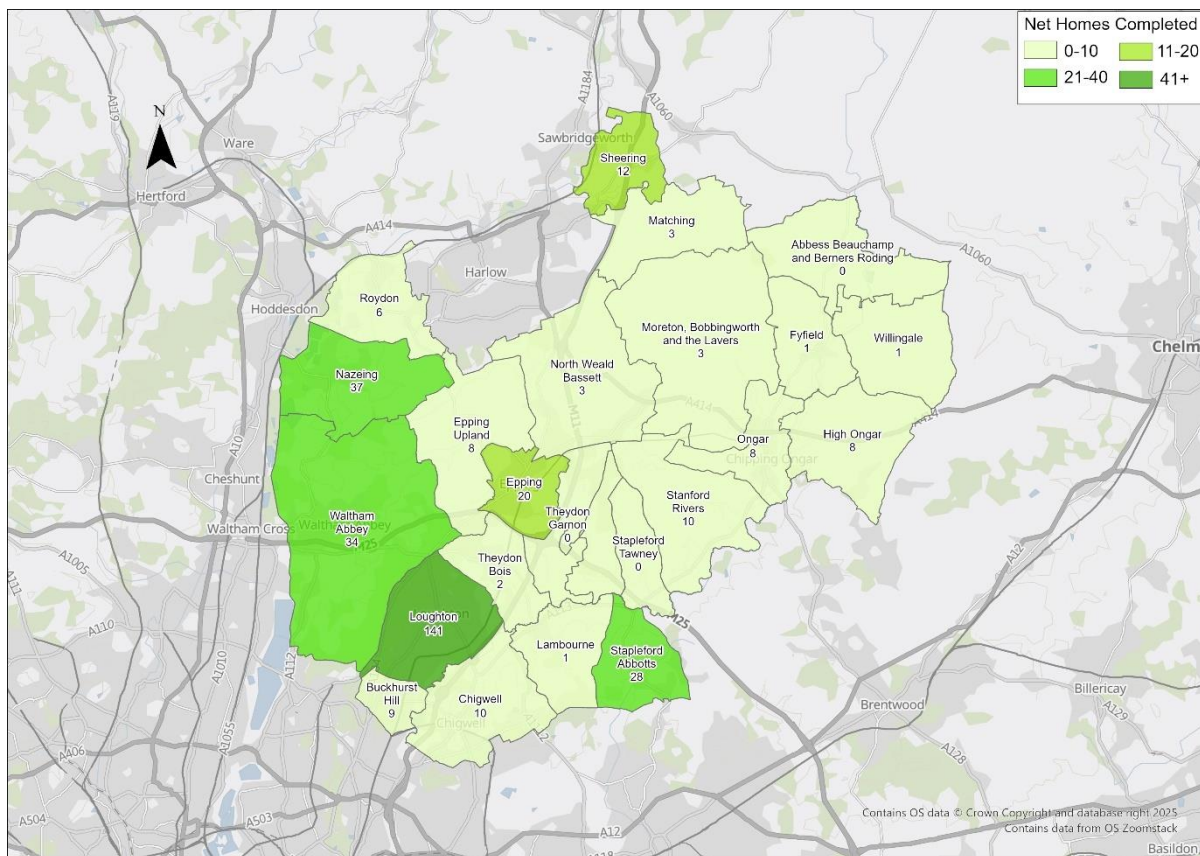 Net Homes Completed
0-10
11-20
21-40
41+
N
A119
A1184
A1060
Ware
Sawbridgeworth
Sheering
12
Hertford
A414
Matching
3
Abbess Beauchamp
and Berners Roding
0
A1060
Harlow
Hoddesdon
Roydon
6
Moreton, Bobbingworth
and the Lavers
3
Fyfield
1
Willingale
1
Chelm
Nazeing
37
North Weald
Bassett
3
M11
A414
A414
Epping
Upland
8
Ongar
8
Chipping Ongar
High Ongar
8
A10
Cheshunt
Epping
20
Stanford
Rivers
10
Theydon
Garnon
0
Waltham Cross
Waltham Abbey
Waltham
Abbey
34
M25
Stapleford
Tawney
0
A12
A1005
Theydon
Bois
2
A111
Loughton
141
M25
A110
A1010
A112
Lambourne
1
Stapleford
Abbotts
28
Buckhurst
Hill
9
Chigwell
10
Chigwell
A112
Billericay
A129
Brentwood
A1055
A406
A128
A504
A503
A12
A118
Contains OS data © Crown Copyright and database right 2025
Contains data from OS Zoomstack
Basildon